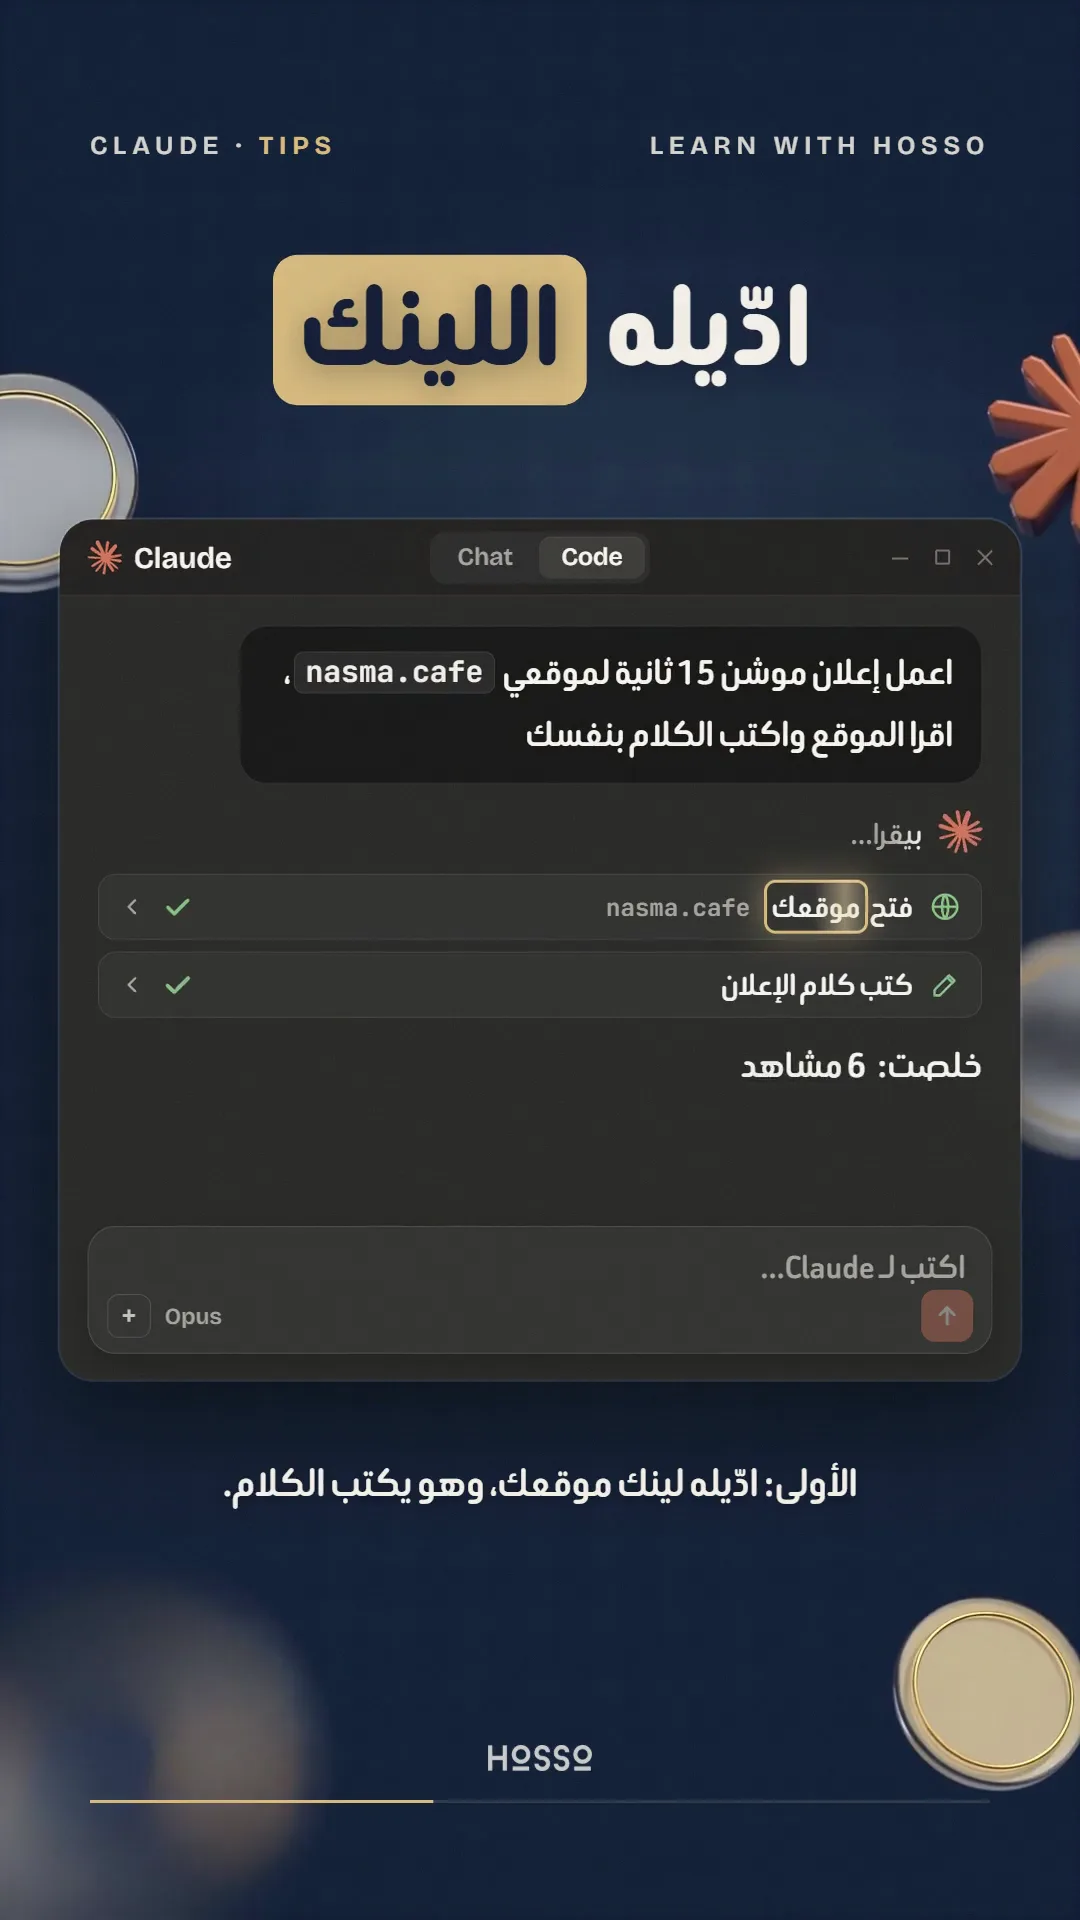 CLAUDE · TIPS
LEARN WITH HOSSO
ادّيله اللينك
Claude
Chat
Code
اعمل إعلان موشن 15 ثانية لموقعي nasma.cafe،
اقرا الموقع واكتب الكلام بنفسك
بيقرا...
فتح موقعك nasma.cafe
كتب كلام الإعلان
خلصت: 6 مشاهد
اكتب لـ Claude...
+ Opus
الأولى: ادّيله لينك موقعك، وهو يكتب الكلام.
HOSSO